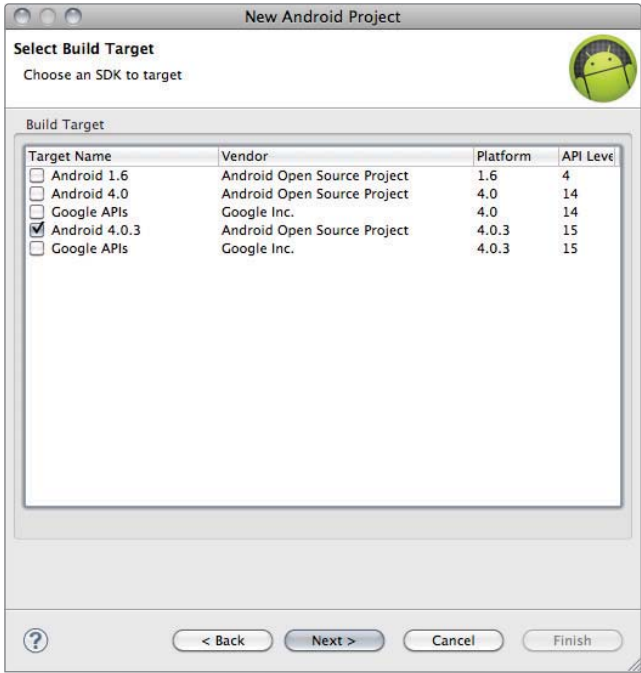 New Android Project
Select Build Target
Choose an SDK to target
Build Target
Target Name Vendor Platform API Leve
Android 1.6 Android Open Source Project 1.6 4
Android 4.0 Android Open Source Project 4.0 14
Google APIs Google Inc. 4.0 14
Android 4.0.3 Android Open Source Project 4.0.3 15
Google APIs Google Inc. 4.0.3 15
? < Back Next > Cancel Finish